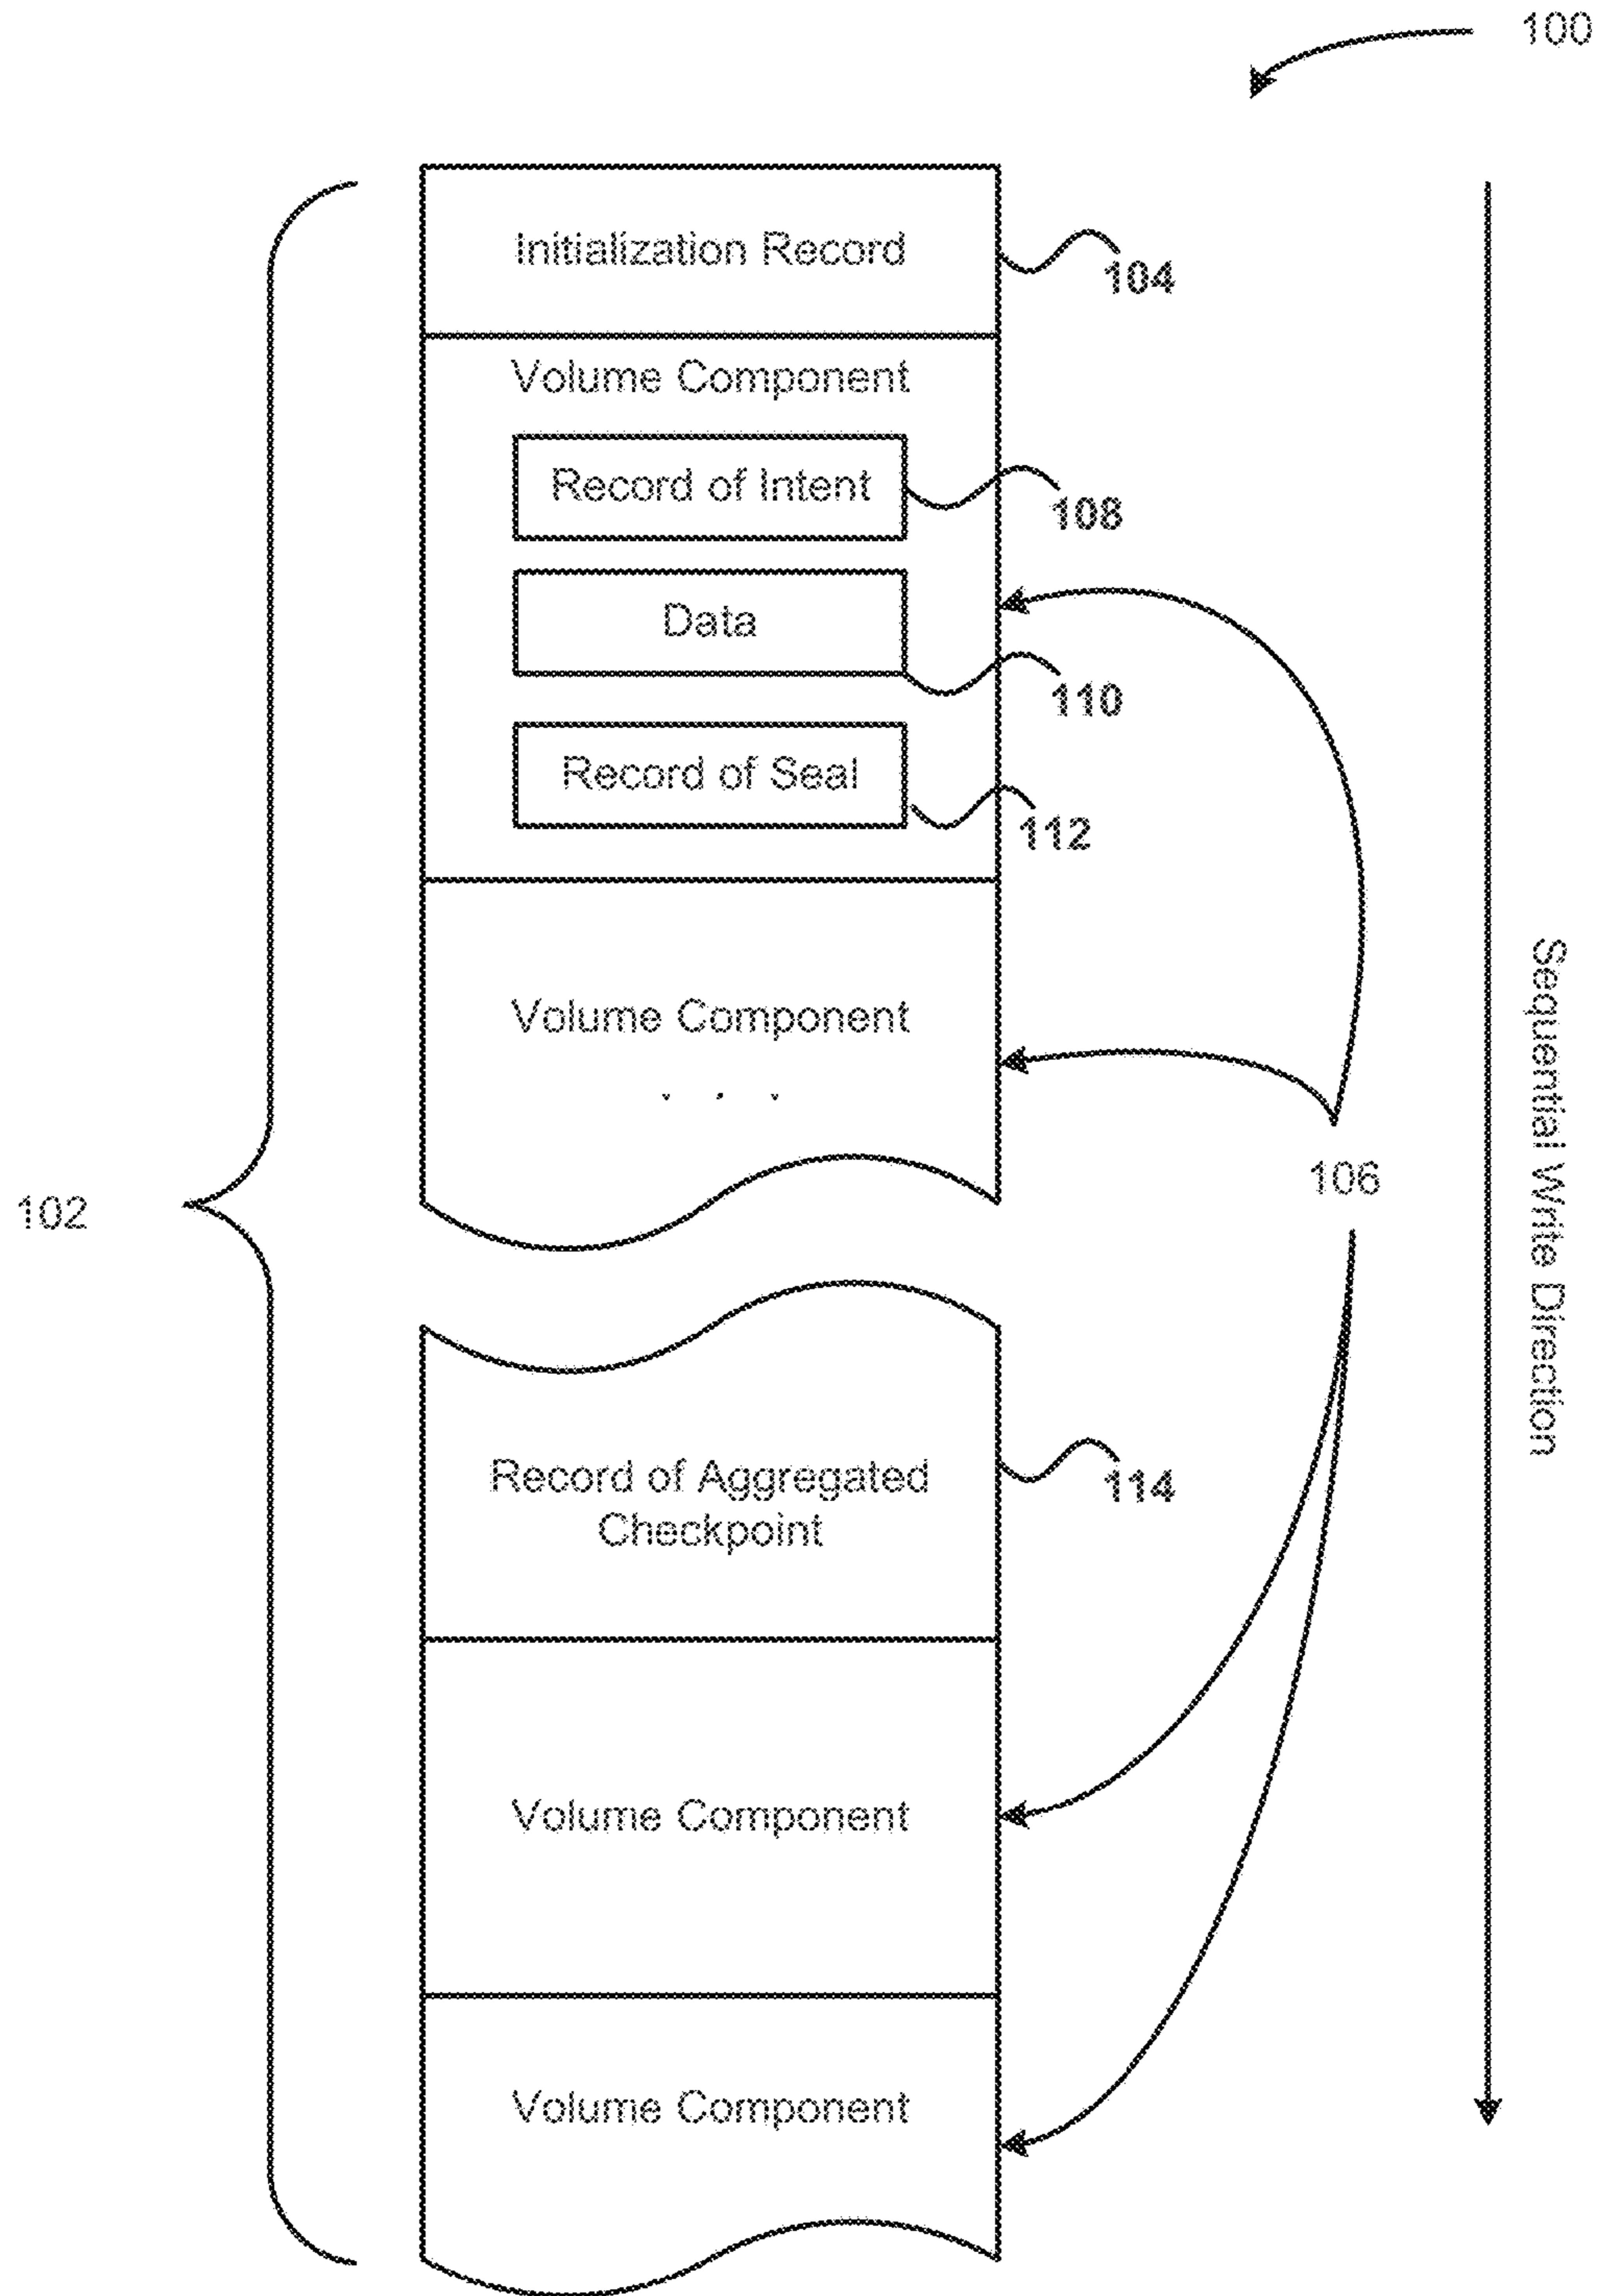 100
Initialization Record
104
Volume Component
Record of Intent
108
Data
110
Record of Seal
112
Volume Component
. . .
106
102
Sequential Write Direction
Record of Aggregated
Checkpoint
114
Volume Component
Volume Component